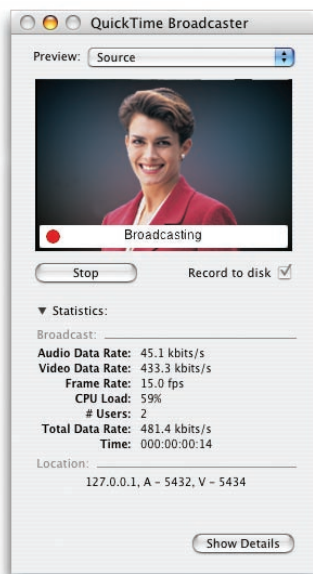 QuickTime Broadcaster
Preview: Source
Broadcasting
Stop Record to disk
Statistics:
Broadcast:
Audio Data Rate: 45.1 kbits/s
Video Data Rate: 433.3 kbits/s
Frame Rate: 15.0 fps
CPU Load: 59%
# Users: 2
Total Data Rate: 481.4 kbits/s
Time: 000:00:00:14
Location:
127.0.0.1, A – 5432, V – 5434
Show Details